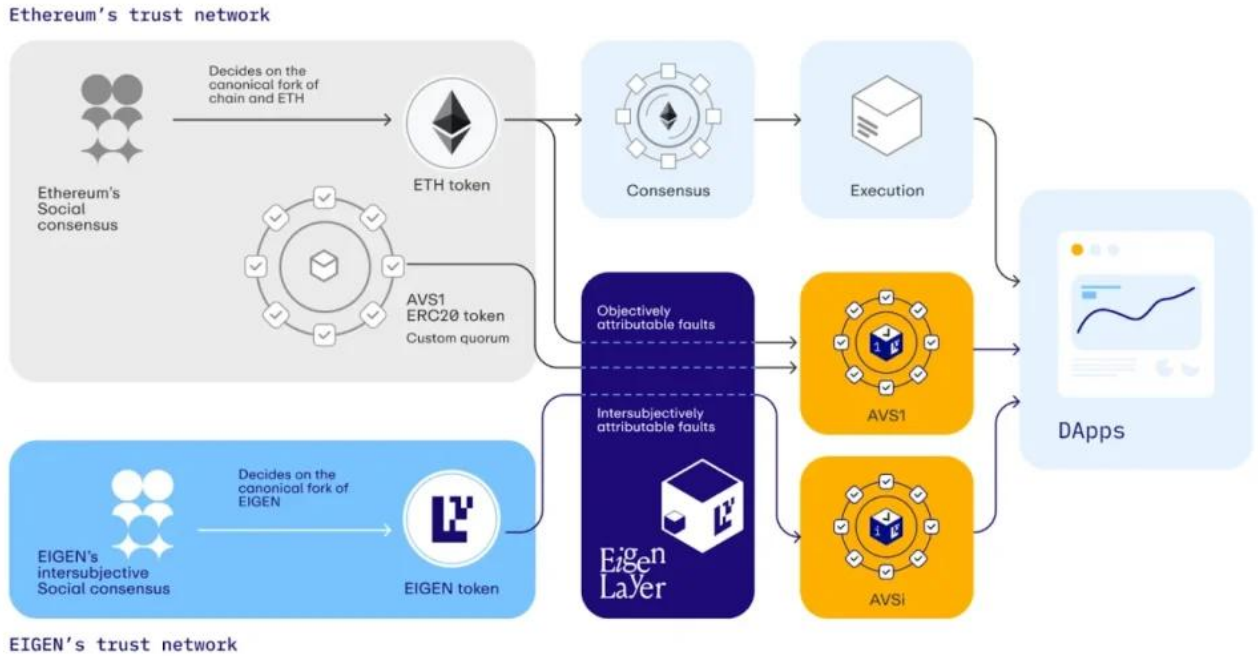 Ethereum's trust network
Decides on the
canonical fork of
chain and ETH
Ethereum's
Social
consensus
ETH token
AVS1
ERC20 token
Custom quorum
Consensus
Execution
Objectively
attributable faults
Intersubjectively
attributable faults
Eigen
Layer
1
AVS1
i
AVSi
DApps
Decides on the
canonical fork of
EIGEN
EIGEN's
intersubjective
Social consensus
EIGEN token
EIGEN's trust network